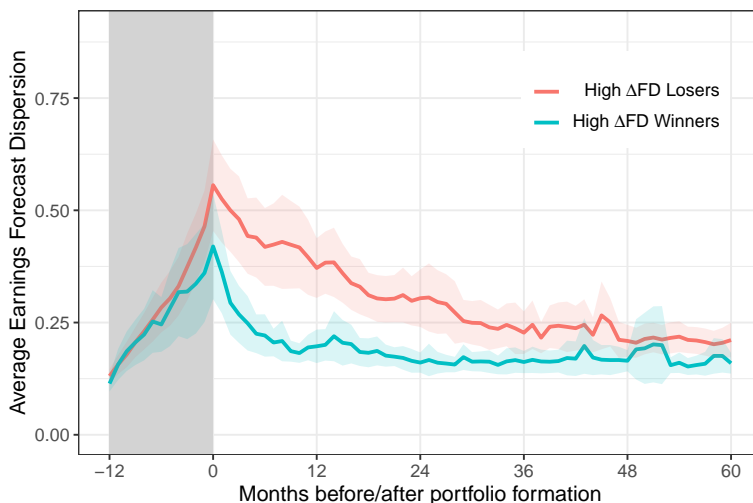 Average Earnings Forecast Dispersion
0.75
0.50
0.25
0.00
High ΔFD Losers
High ΔFD Winners
−12 0 12 24 36 48 60
Months before/after portfolio formation